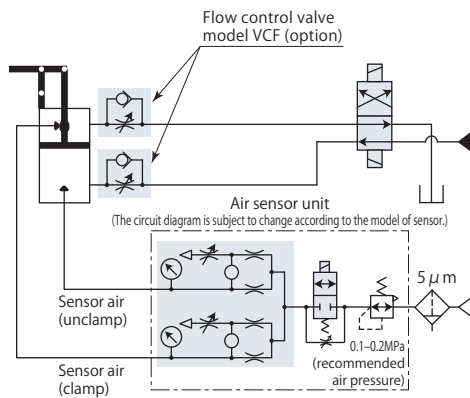 Flow control valve
model VCF (option)
Air sensor unit
(The circuit diagram is subject to change according to the model of sensor.)
5 μm
Sensor air
(unclamp)
0.1–0.2MPa
(recommended
air pressure)
Sensor air
(clamp)